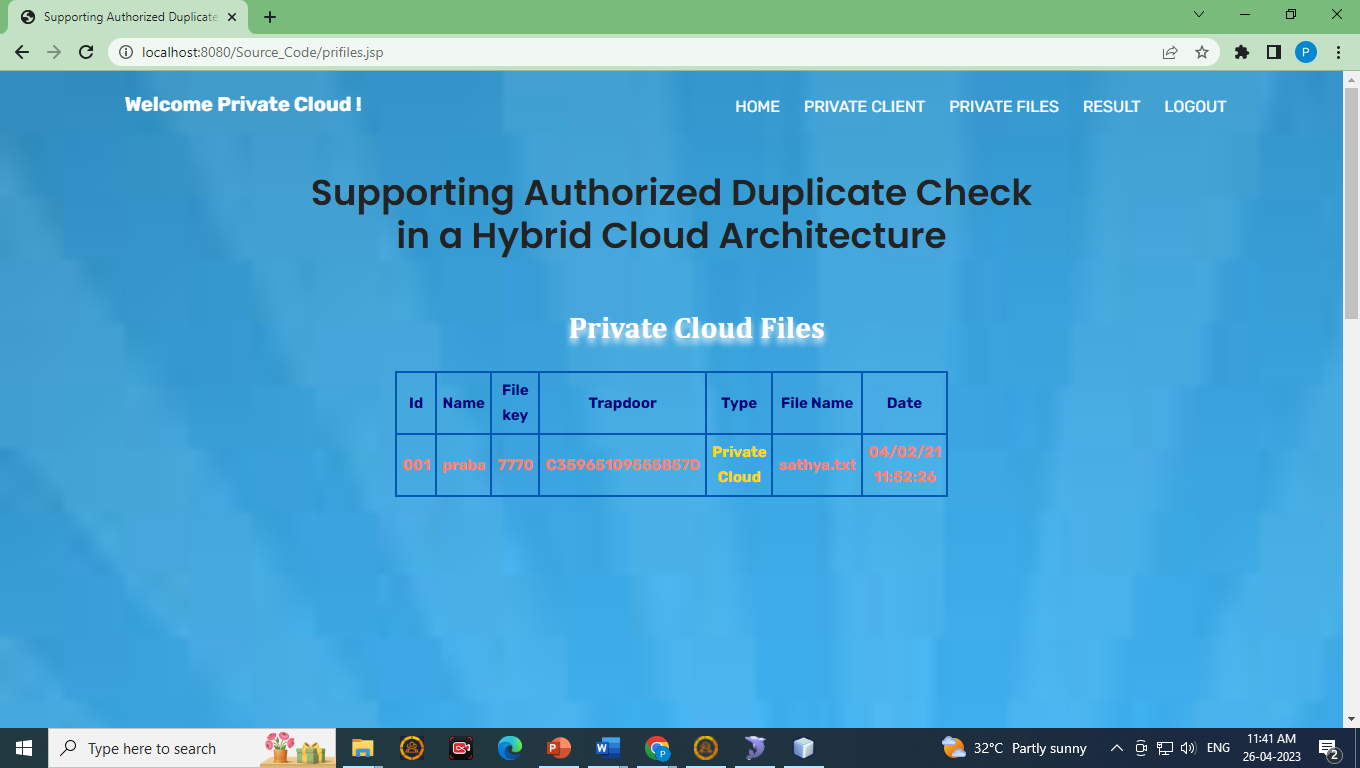 Supporting Authorized Duplicate
localhost:8080/Source_Code/prifiles.jsp
P
Welcome Private Cloud !
HOME PRIVATE CLIENT PRIVATE FILES RESULT LOGOUT
Supporting Authorized Duplicate Check
in a Hybrid Cloud Architecture
Private Cloud Files
Id Name File key Trapdoor Type File Name Date
001 praba 7770 C35965109555857D Private Cloud sathya.txt 04/02/21 11:52:26
Type here to search
32°C Partly sunny
ENG
11:41 AM
26-04-2023
2